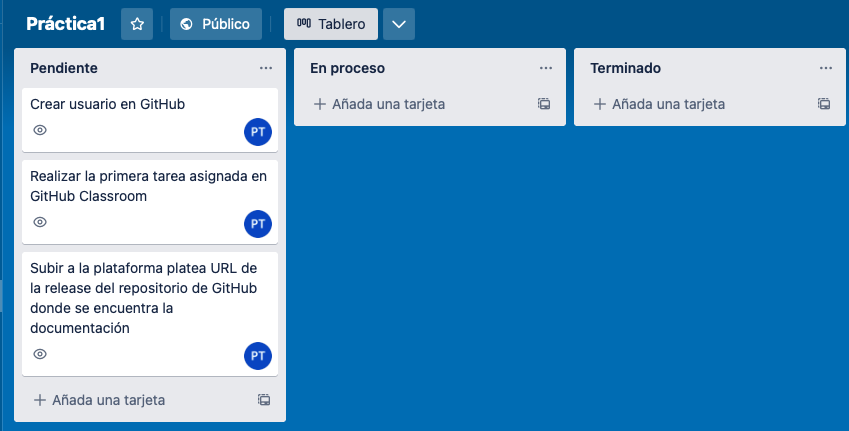 Práctica1
Público
Tablero
Pendiente
Crear usuario en GitHub
PT
Realizar la primera tarea asignada en
GitHub Classroom
PT
Subir a la plataforma platea URL de
la release del repositorio de GitHub
donde se encuentra la
documentación
PT
+ Añada una tarjeta
En proceso
+ Añada una tarjeta
Terminado
+ Añada una tarjeta